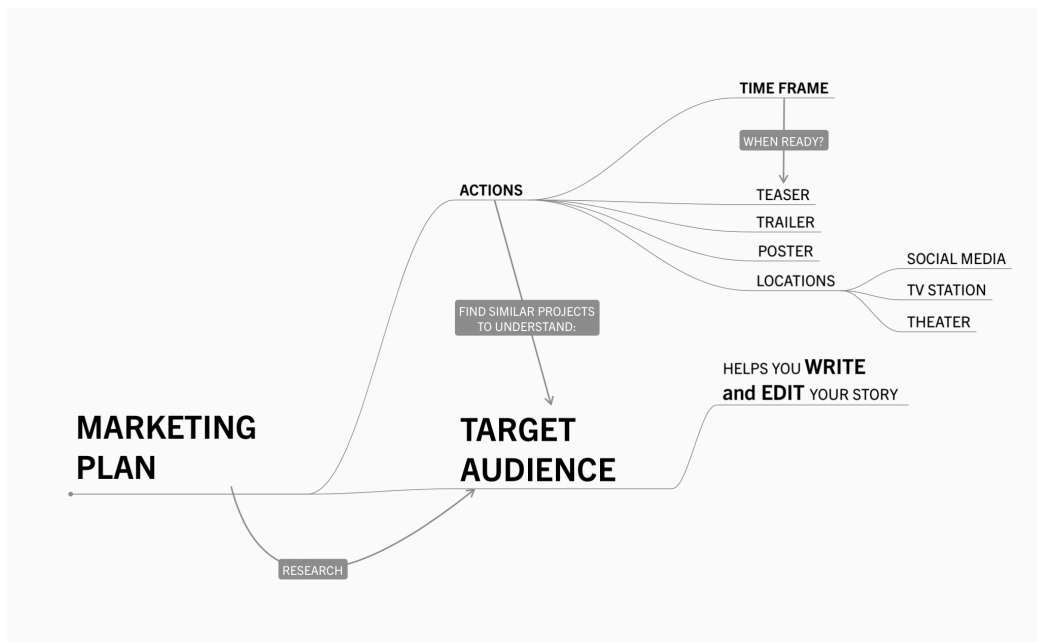 TIME FRAME
WHEN READY?
ACTIONS
TEASER
TRAILER
POSTER
LOCATIONS
SOCIAL MEDIA
TV STATION
THEATER
FIND SIMILAR PROJECTS
TO UNDERSTAND:
HELPS YOU WRITE
and EDIT YOUR STORY
MARKETING
PLAN
TARGET
AUDIENCE
RESEARCH